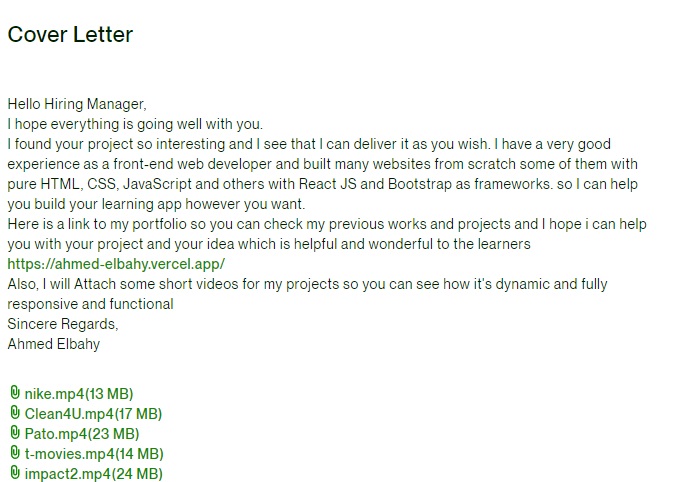 Cover Letter
Hello Hiring Manager,
I hope everything is going well with you.
I found your project so interesting and I see that I can deliver it as you wish. I have a very good
experience as a front-end web developer and built many websites from scratch some of them with
pure HTML, CSS, JavaScript and others with React JS and Bootstrap as frameworks. so I can help
you build your learning app however you want.
Here is a link to my portfolio so you can check my previous works and projects and I hope i can help
you with your project and your idea which is helpful and wonderful to the learners
https://ahmed-elbahy.vercel.app/
Also, I will Attach some short videos for my projects so you can see how it's dynamic and fully
responsive and functional
Sincere Regards,
Ahmed Elbahy
nike.mp4(13 MB)
Clean4U.mp4(17 MB)
Pato.mp4(23 MB)
t-movies.mp4(14 MB)
impact2.mp4(24 MB)